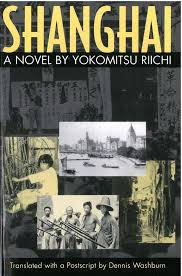 SHANGHAI
A NOVEL BY YOKOMITSU RIICHI
Translated with a Postscript by Dennis Washburn